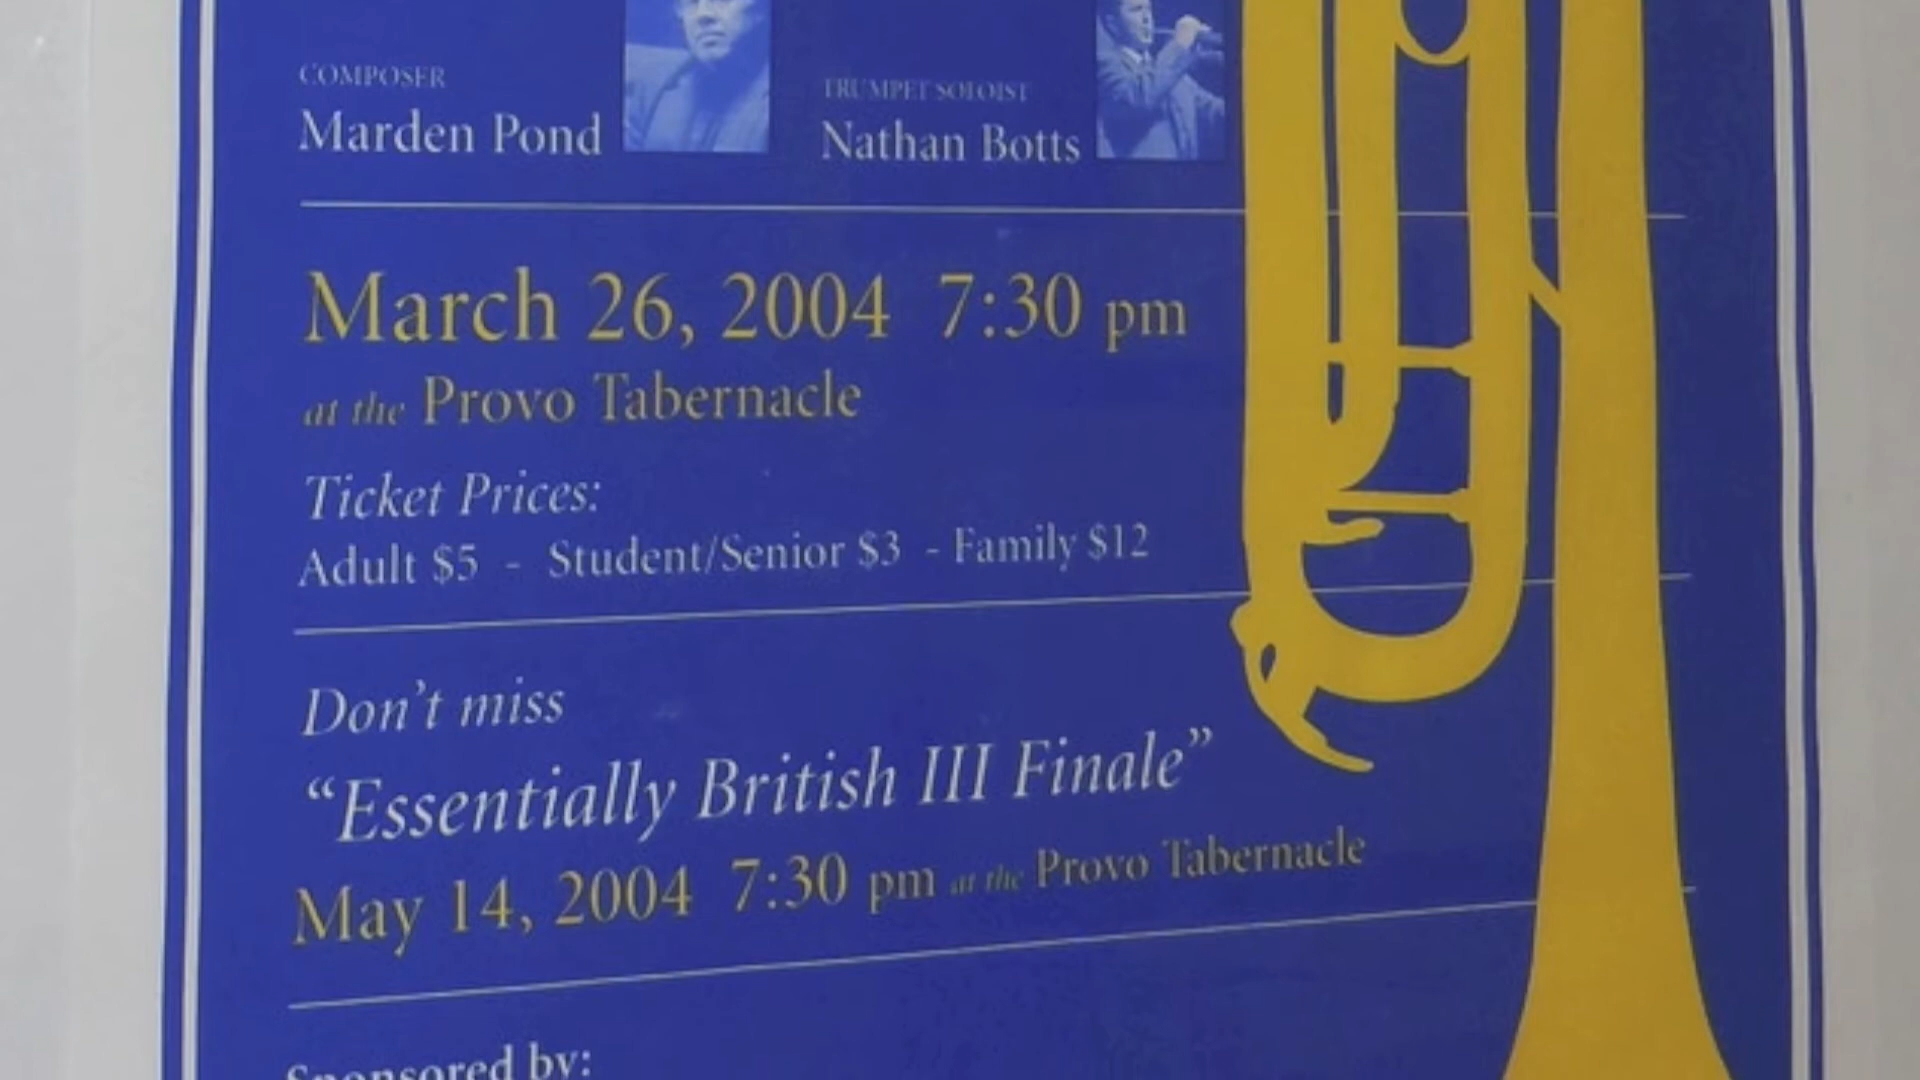 COMPOSER
Marden Pond
TRUMPET SOLOIST
Nathan Botts
March 26, 2004 7:30 pm
at the Provo Tabernacle
Ticket Prices:
Adult $5 - Student/Senior $3 - Family $12
Don't miss
"Essentially British III Finale"
May 14, 2004 7:30 pm at the Provo Tabernacle
Sponsored by: